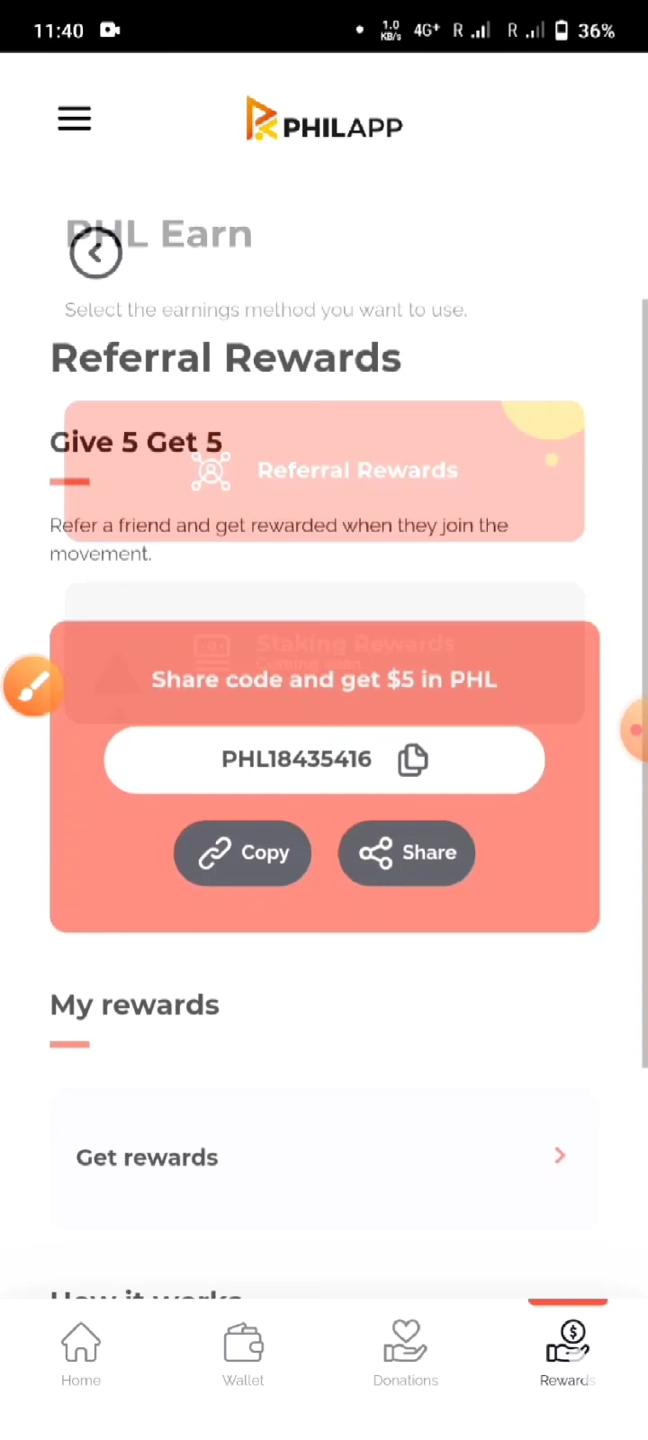 11:40
1.0 KB/s 4G+ R R 36%
PHILAPP
PHL Earn
Select the earnings method you want to use.
Referral Rewards
Give 5 Get 5
Referral Rewards
Refer a friend and get rewarded when they join the
movement.
Staking Rewards
Coming soon
Share code and get $5 in PHL
PHL18435416
Copy Share
My rewards
Get rewards
How it works
Home Wallet Donations Rewards